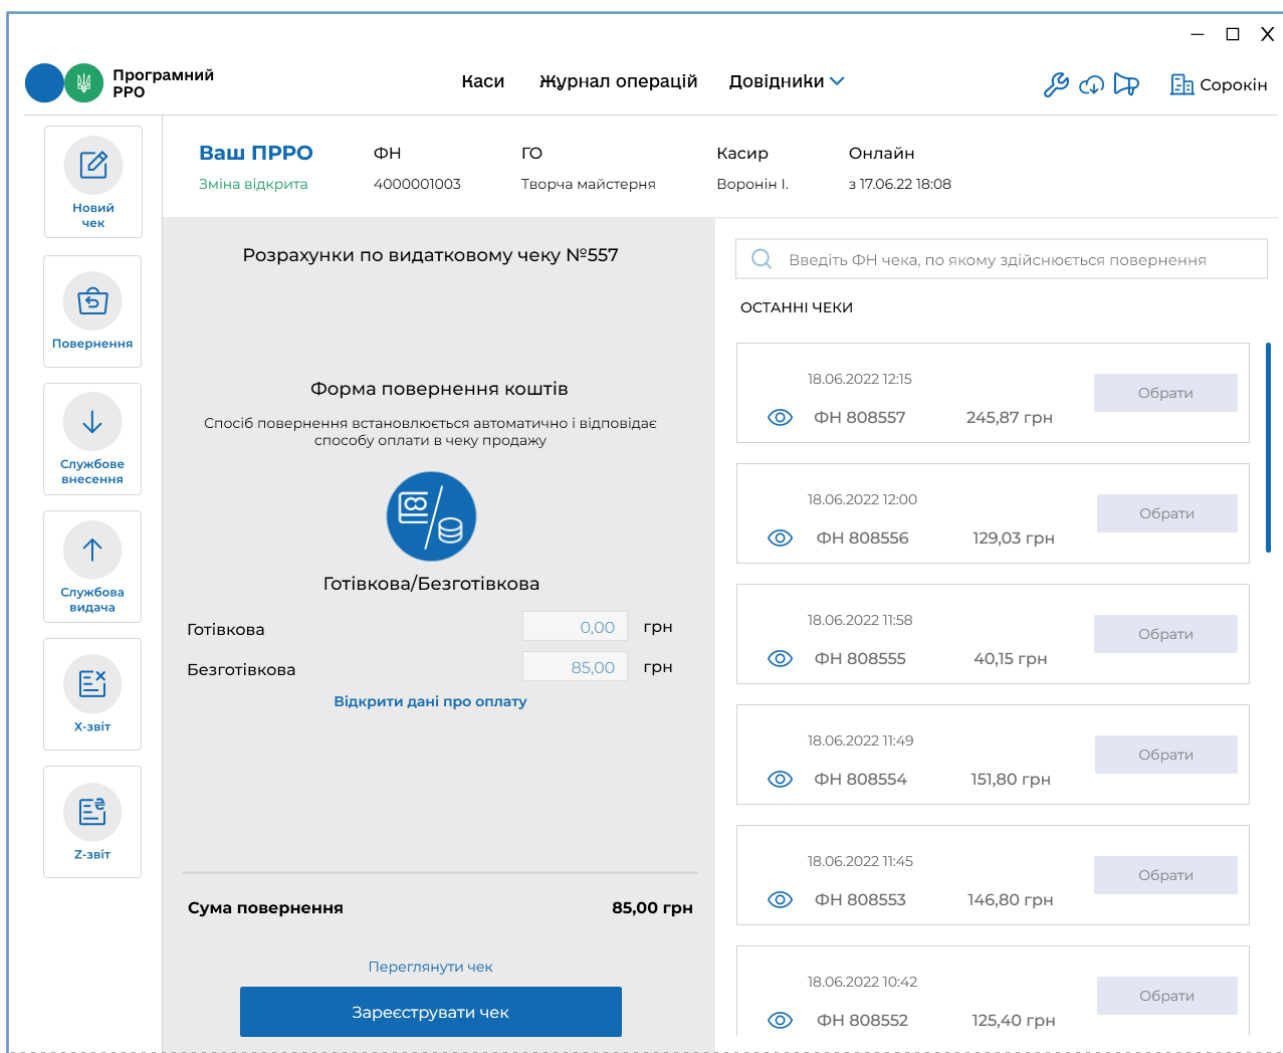 Програмний
РРО
Каси
Журнал операцій
Довідники
Сорокін
Новий
чек
Повернення
Службове
внесення
Службова
видача
X-звіт
Z-звіт
Ваш ПРРО
ФН
ГО
Касир
Онлайн
Зміна відкрита
4000001003
Творча майстерня
Воронін І.
з 17.06.22 18:08
Розрахунки по видатковому чеку №557
Форма повернення коштів
Спосіб повернення встановлюється автоматично і відповідає
способу оплати в чеку продажу
Готівкова/Безготівкова
Готівкова 0,00 грн
Безготівкова 85,00 грн
Відкрити дані про оплату
Сума повернення 85,00 грн
Переглянути чек
Зареєструвати чек
Введіть ФН чека, по якому здійснюється повернення
ОСТАННІ ЧЕКИ
18.06.2022 12:15
Обрати
ФН 808557 245,87 грн
18.06.2022 12:00
Обрати
ФН 808556 129,03 грн
18.06.2022 11:58
Обрати
ФН 808555 40,15 грн
18.06.2022 11:49
Обрати
ФН 808554 151,80 грн
18.06.2022 11:45
Обрати
ФН 808553 146,80 грн
18.06.2022 10:42
Обрати
ФН 808552 125,40 грн